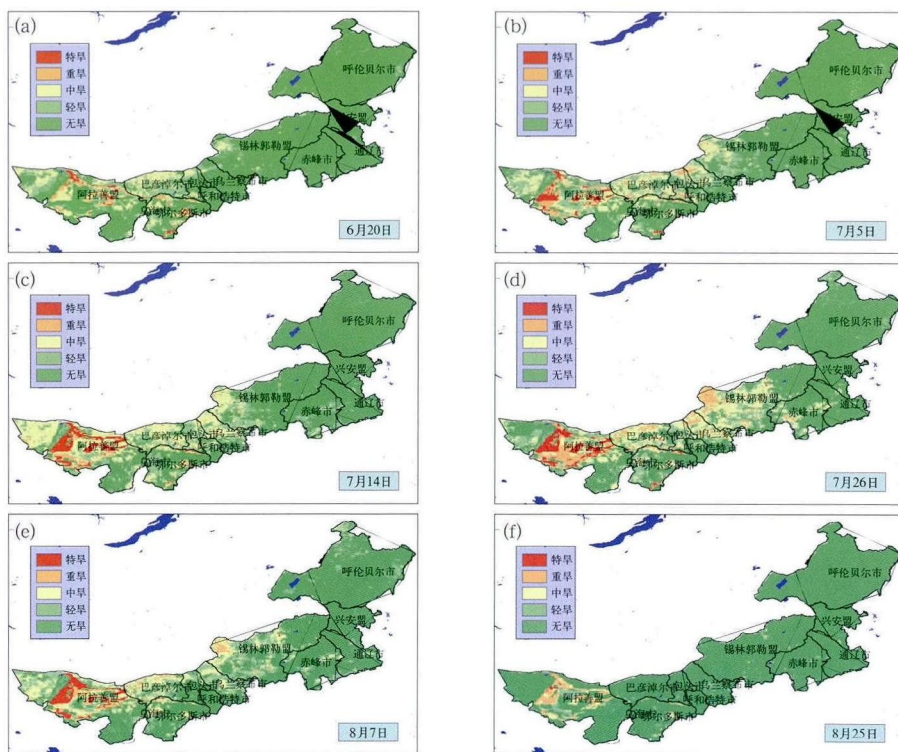 (a)
特旱
重旱
中旱
轻旱
无旱
呼伦贝尔市
锡林郭勒盟
赤峰市
通辽市
阿拉善盟
6月20日
(b)
特旱
重旱
中旱
轻旱
无旱
呼伦贝尔市
锡林郭勒盟
赤峰市
通辽市
阿拉善盟
7月5日
(c)
特旱
重旱
中旱
轻旱
无旱
呼伦贝尔市
兴安盟
锡林郭勒盟
通辽市
赤峰市
阿拉善盟
7月14日
(d)
特旱
重旱
中旱
轻旱
无旱
呼伦贝尔市
兴安盟
锡林郭勒盟
通辽市
赤峰市
阿拉善盟
7月26日
(e)
特旱
重旱
中旱
轻旱
无旱
呼伦贝尔市
兴安盟
锡林郭勒盟
通辽市
赤峰市
阿拉善盟
8月7日
(f)
特旱
重旱
中旱
轻旱
无旱
呼伦贝尔市
兴安盟
锡林郭勒盟
通辽市
赤峰市
阿拉善盟
8月25日